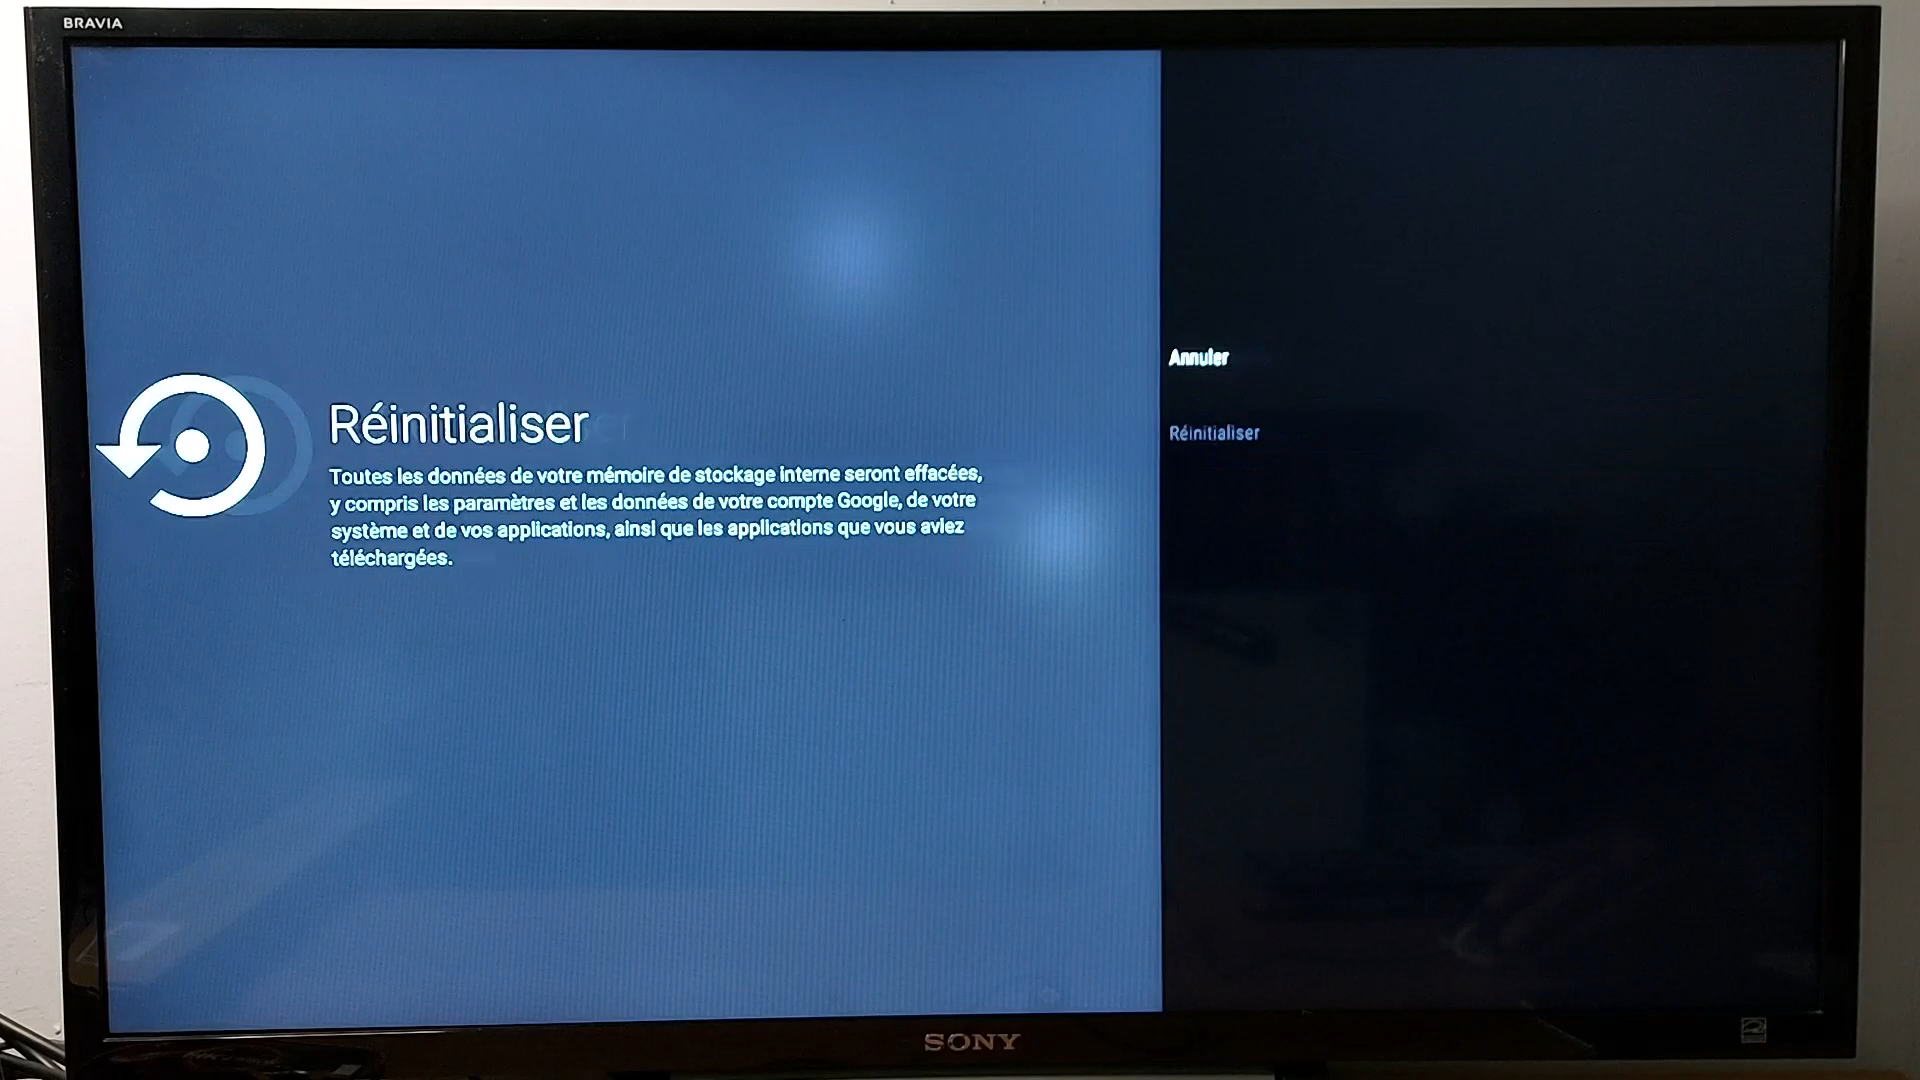 BRAVIA
Réinitialiser
Toutes les données de votre mémoire de stockage interne seront effacées,
y compris les paramètres et les données de votre compte Google, de votre
système et de vos applications, ainsi que les applications que vous aviez
téléchargées.
Annuler
Réinitialiser
SONY